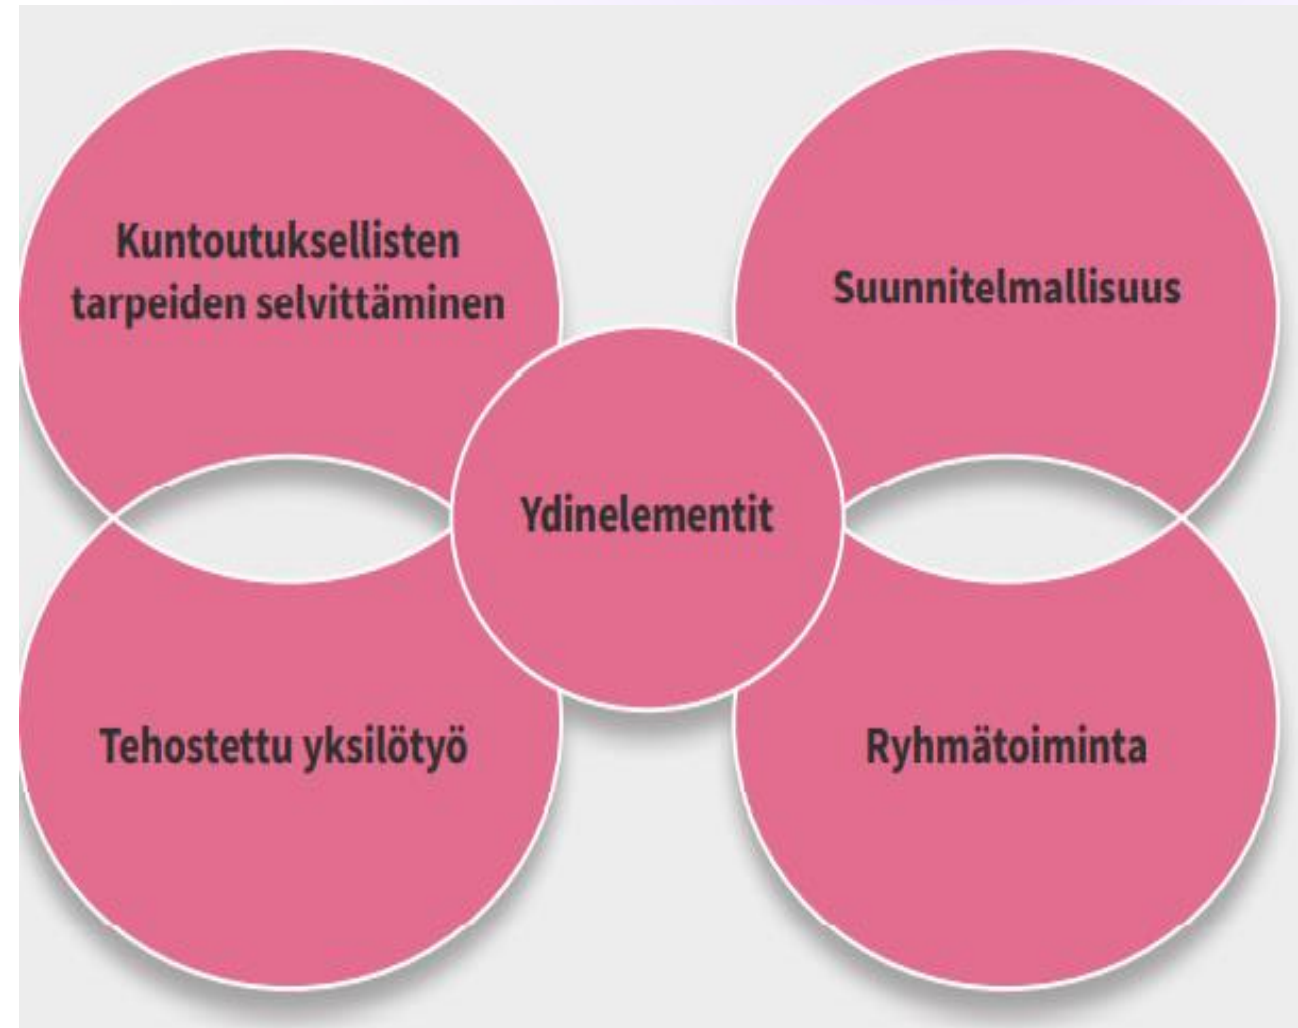 Kuntoutuksellisten
tarpeiden selvittäminen
Suunnitelmallisuus
Ydinelementit
Tehostettu yksilötyö
Ryhmätoiminta